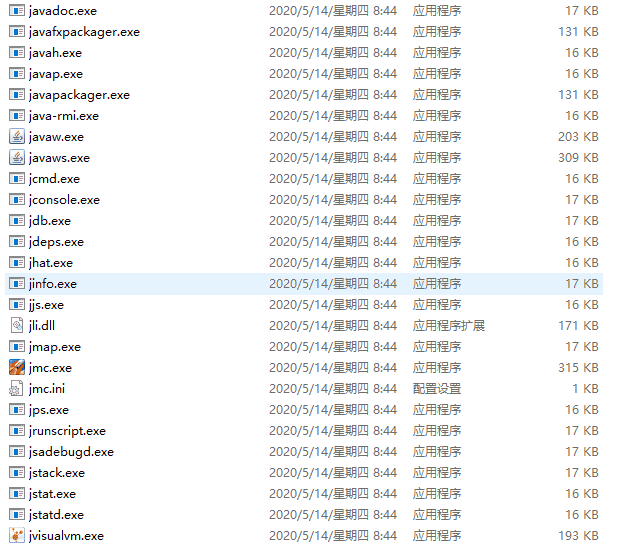 javadoc.exe 2020/5/14/星期四 8:44 应用程序 17 KB
javafxpackager.exe 2020/5/14/星期四 8:44 应用程序 131 KB
javah.exe 2020/5/14/星期四 8:44 应用程序 16 KB
javap.exe 2020/5/14/星期四 8:44 应用程序 16 KB
javapackager.exe 2020/5/14/星期四 8:44 应用程序 131 KB
java-rmi.exe 2020/5/14/星期四 8:44 应用程序 16 KB
javaw.exe 2020/5/14/星期四 8:44 应用程序 203 KB
javaws.exe 2020/5/14/星期四 8:44 应用程序 309 KB
jcmd.exe 2020/5/14/星期四 8:44 应用程序 16 KB
jconsole.exe 2020/5/14/星期四 8:44 应用程序 17 KB
jdb.exe 2020/5/14/星期四 8:44 应用程序 16 KB
jdeps.exe 2020/5/14/星期四 8:44 应用程序 16 KB
jhat.exe 2020/5/14/星期四 8:44 应用程序 16 KB
jinfo.exe 2020/5/14/星期四 8:44 应用程序 17 KB
jjs.exe 2020/5/14/星期四 8:44 应用程序 16 KB
jli.dll 2020/5/14/星期四 8:44 应用程序扩展 171 KB
jmap.exe 2020/5/14/星期四 8:44 应用程序 17 KB
jmc.exe 2020/5/14/星期四 8:44 应用程序 315 KB
jmc.ini 2020/5/14/星期四 8:44 配置设置 1 KB
jps.exe 2020/5/14/星期四 8:44 应用程序 16 KB
jrunscript.exe 2020/5/14/星期四 8:44 应用程序 17 KB
jsadebugd.exe 2020/5/14/星期四 8:44 应用程序 17 KB
jstack.exe 2020/5/14/星期四 8:44 应用程序 17 KB
jstat.exe 2020/5/14/星期四 8:44 应用程序 16 KB
jstatd.exe 2020/5/14/星期四 8:44 应用程序 16 KB
jvisualvm.exe 2020/5/14/星期四 8:44 应用程序 193 KB